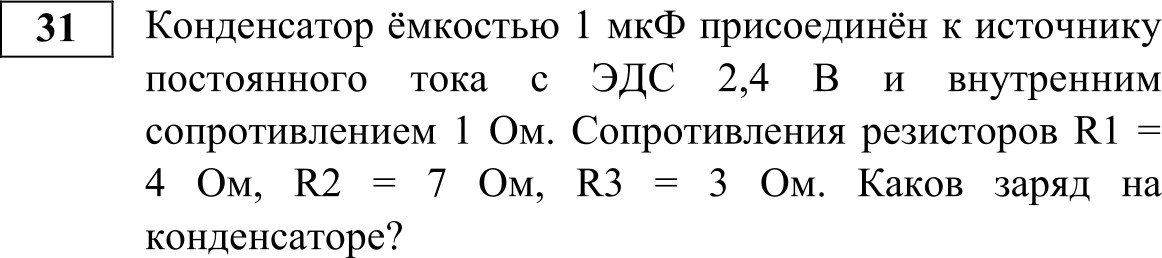 31 Конденсатор ёмкостью 1 мкФ присоединён к источнику
постоянного тока с ЭДС 2,4 В и внутренним
сопротивлением 1 Ом. Сопротивления резисторов R1 =
4 Ом, R2 = 7 Ом, R3 = 3 Ом. Каков заряд на
конденсаторе?